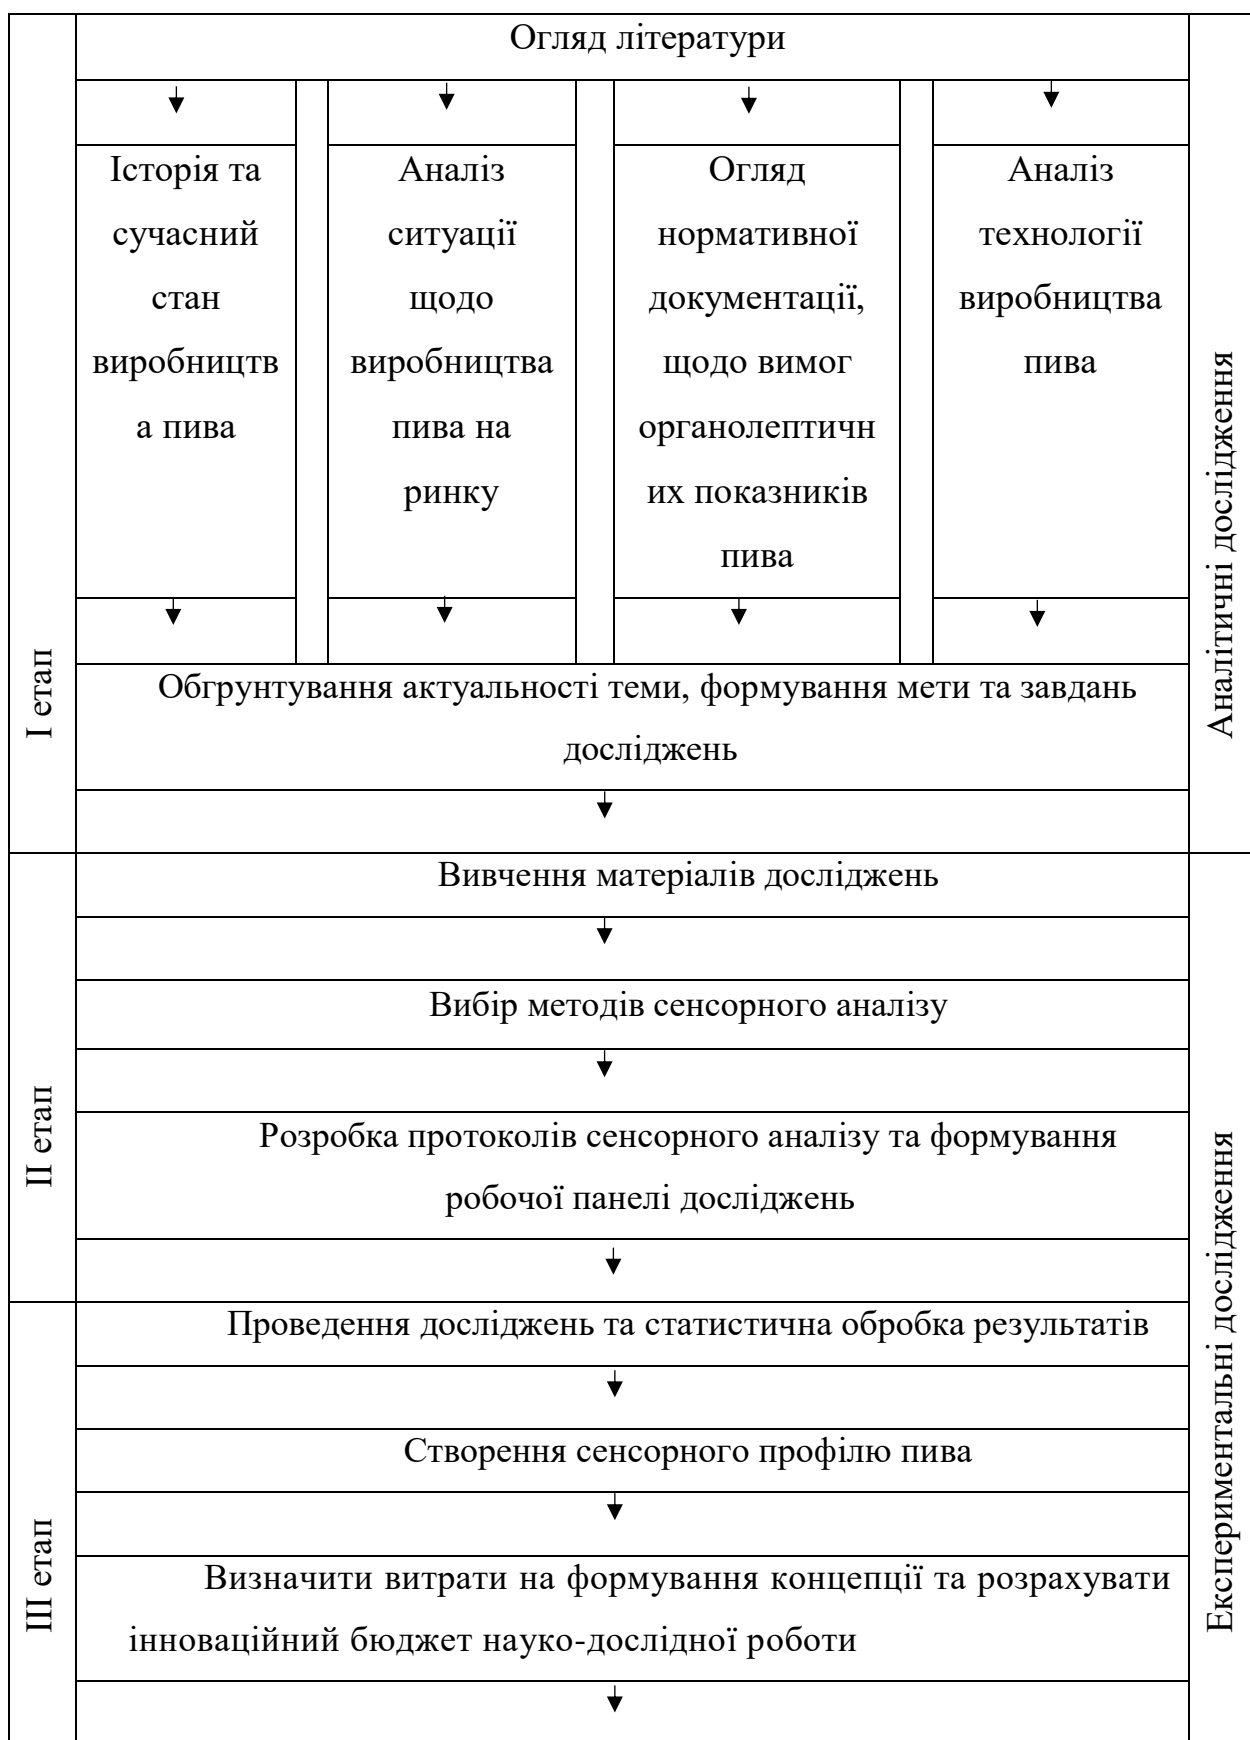 Огляд літератури
Історія та
сучасний
стан
виробництв
а пива
Аналіз
ситуації
щодо
виробництва
пива на
ринку
Огляд
нормативної
документації,
щодо вимог
органолептичн
их показників
пива
Аналіз
технології
виробництва
пива
Обгрунтування актуальності теми, формування мети та завдань
досліджень
І етап
Аналітичні дослідження
Вивчення матеріалів досліджень
Вибір методів сенсорного аналізу
Розробка протоколів сенсорного аналізу та формування
робочої панелі досліджень
ІІ етап
Проведення досліджень та статистична обробка результатів
Створення сенсорного профілю пива
Визначити витрати на формування концепції та розрахувати
інноваційний бюджет науко-дослідної роботи
ІІІ етап
Експериментальні дослідження